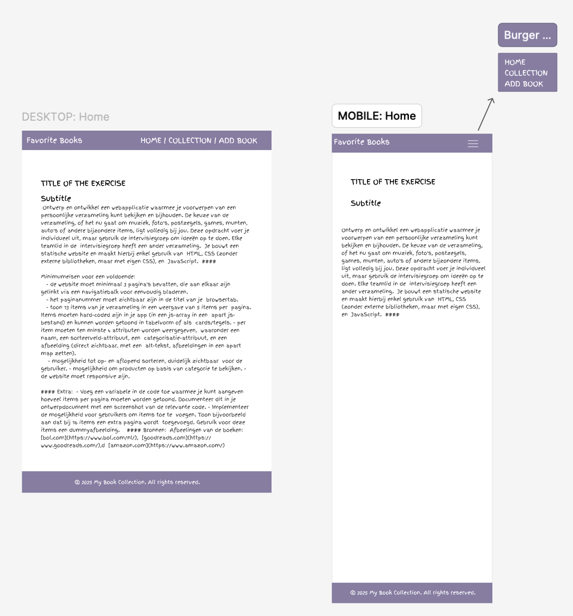 Burger ...
HOME
COLLECTION
ADD BOOK
DESKTOP: Home
Favorite Books HOME / COLLECTION / ADD BOOK
TITLE OF THE EXERCISE
Subtitle
Ontwerp en ontwikkel een webapplicatie waarmee je voorwerpen van een
persoonlijke verzameling kunt bekijken en bijhouden. De keuze van de
verzameling, of het nu gaat om muziek, foto's, postzegels, games, munten,
auto's of andere bijzondere items, ligt volledig bij jou. Deze opdracht voer je
individueel uit, maar gebruik de intervisiegroep om ideeën op te doen. Elke
teamlid in de intervisiegroep heeft een ander verzameling. Je bouwt een
statische website en maakt hierbij enkel gebruik van HTML, CSS (zonder
externe bibliotheken, maar met eigen CSS), en JavaScript. ####
Minimumeisen voor een voldoende:
- de website moet minimaal 2 pagina's bevatten, die aan elkaar zijn
gelinkt via een navigatiebalk voor eenvoudig bladeren.
- het paginanummer moet zichtbaar zijn in de titel van je browsertab.
- toon 12 items van je verzameling in een weergave van 5 items per pagina.
Items moeten hard-coded zijn in je app (in een js-array in een apart js-
bestand) en kunnen worden getoond in tabelvorm of als cards/tegels. - per
item moeten ten minste 4 attributen worden weergegeven, waaronder een
naam, een sorteerveld-attribuut, een categorisatie-attribuut, en een
afbeelding (direct zichtbaar, met een alt-tekst, afbeeldingen in een apart
map zetten).
- mogelijkheid tot op- en aflopend sorteren, duidelijk zichtbaar voor de
gebruiker. - mogelijkheid om producten op basis van categorie te bekijken. -
de website moet responsive zijn.
#### Extra: - Voeg een variabele in de code toe waarmee je kunt aangeven
hoeveel items per pagina moeten worden getoond. Documenteer dit in je
ontwerpdocument met een screenshot van de relevante code. - Implementeer
de mogelijkheid voor gebruikers om items toe te voegen. Toon bijvoorbeeld
aan dat bij 16 items een extra pagina wordt toegevoegd. Gebruik voor deze
items een dummyafbeelding. #### Bronnen: Afbeelingen van de boeken:
[bol.com](https://www.bol.com/nl/), [goodreads.com](https://
www.goodreads.com/),d [amazon.com](https://www.amazon.com/)
© 2025 My Book Collection. All rights reserved.
MOBILE: Home
Favorite Books
TITLE OF THE EXERCISE
Subtitle
Ontwerp en ontwikkel een webapplicatie waarmee je
voorwerpen van een persoonlijke verzameling kunt
bekijken en bijhouden. De keuze van de verzameling,
of het nu gaat om muziek, foto's, postzegels,
games, munten, auto's of andere bijzondere items,
ligt volledig bij jou. Deze opdracht voer je individueel
uit, maar gebruik de intervisiegroep om ideeën op te
doen. Elke teamlid in de intervisiegroep heeft een
ander verzameling. Je bouwt een statische website
en maakt hierbij enkel gebruik van HTML, CSS
(zonder externe bibliotheken, maar met eigen CSS),
en JavaScript. ####
© 2025 My Book Collection. All rights reserved.